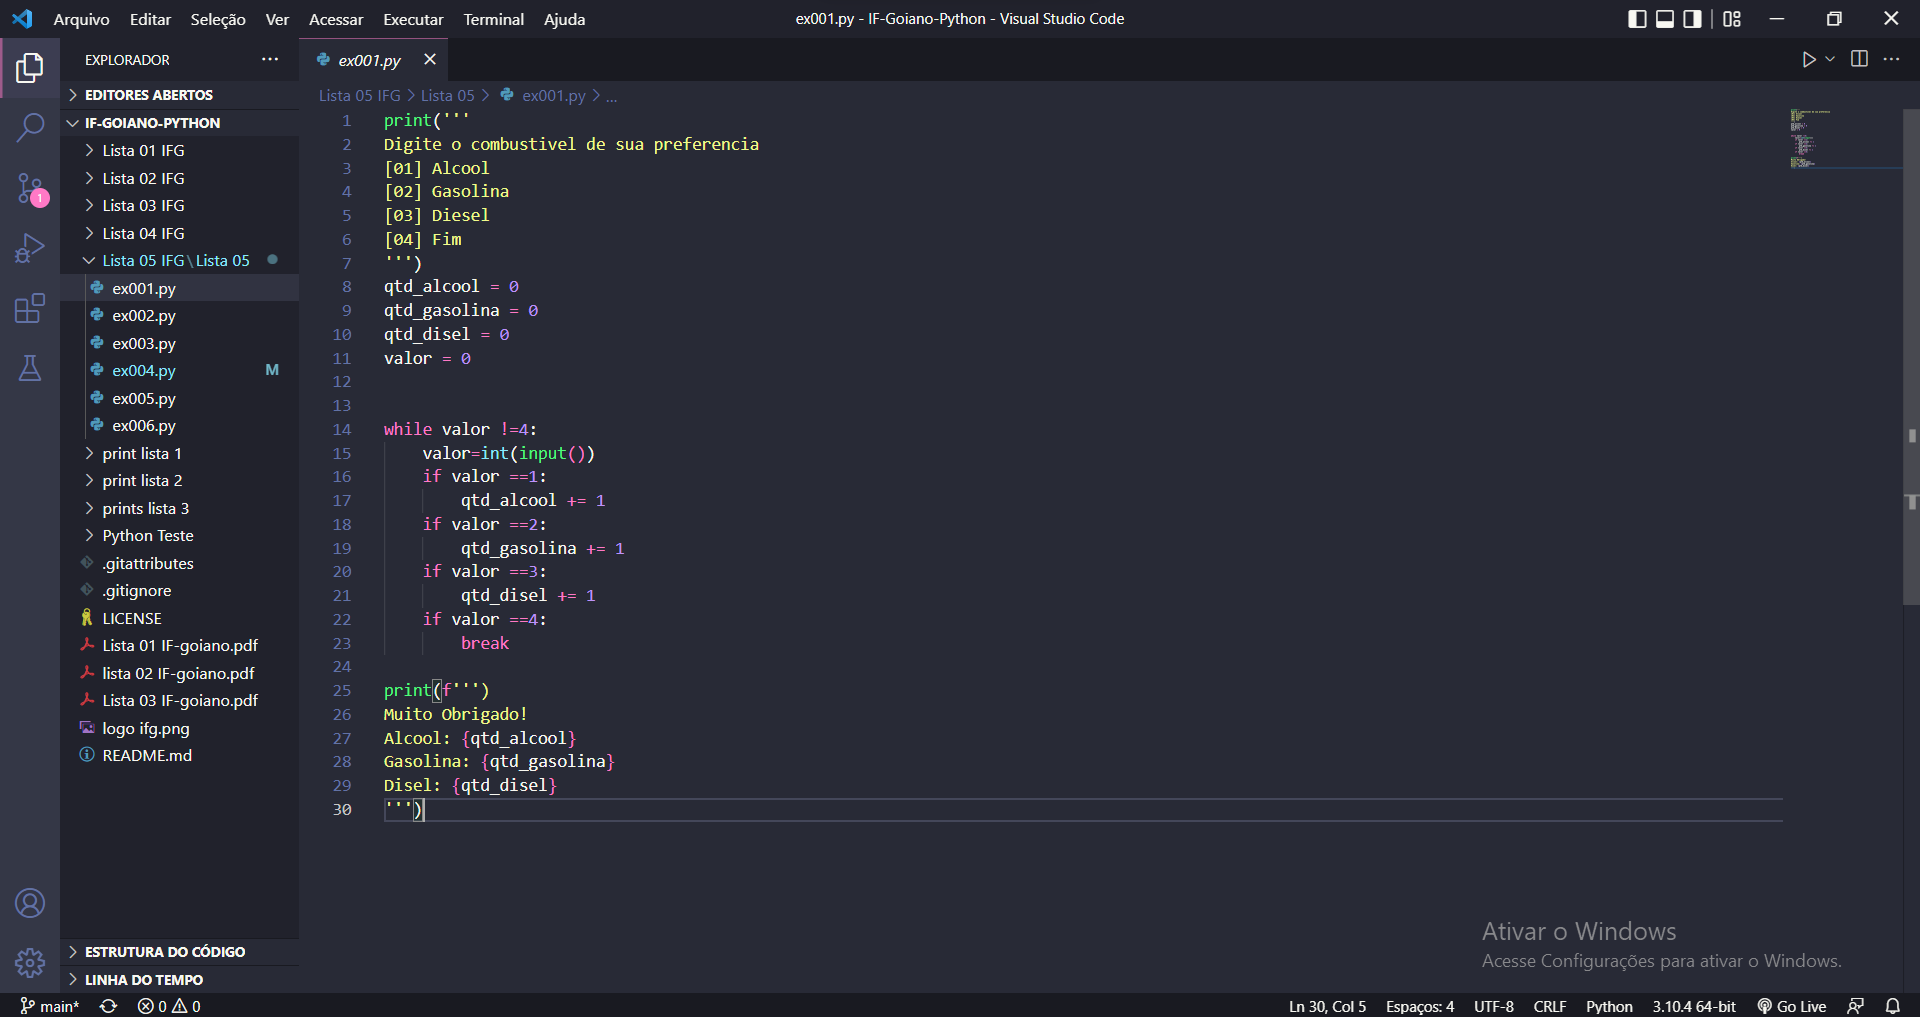 Arquivo Editar Seleção Ver Acessar Executar Terminal Ajuda
ex001.py - IF-Goiano-Python - Visual Studio Code
EXPLORADOR
EDITORES ABERTOS
IF-GOIANO-PYTHON
Lista 01 IFG
Lista 02 IFG
Lista 03 IFG
Lista 04 IFG
1
Lista 05 IFG\Lista 05
ex001.py
ex002.py
ex003.py
ex004.py M
ex005.py
ex006.py
print lista 1
print lista 2
prints lista 3
Python Teste
.gitattributes
.gitignore
LICENSE
Lista 01 IF-goiano.pdf
lista 02 IF-goiano.pdf
Lista 03 IF-goiano.pdf
logo ifg.png
README.md
ESTRUTURA DO CÓDIGO
LINHA DO TEMPO
ex001.py
Lista 05 IFG > Lista 05 > ex001.py > ...
1 print('''
2 Digite o combustivel de sua preferencia
3 [01] Alcool
4 [02] Gasolina
5 [03] Diesel
6 [04] Fim
7 ''')
8 qtd_alcool = 0
9 qtd_gasolina = 0
10 qtd_disel = 0
11 valor = 0
12
13
14 while valor !=4:
15     valor=int(input())
16     if valor ==1:
17         qtd_alcool += 1
18     if valor ==2:
19         qtd_gasolina += 1
20     if valor ==3:
21         qtd_disel += 1
22     if valor ==4:
23         break
24
25 print(f''')
26 Muito Obrigado!
27 Alcool: {qtd_alcool}
28 Gasolina: {qtd_gasolina}
29 Disel: {qtd_disel}
30 ''')
Ativar o Windows
Acesse Configurações para ativar o Windows.
main* 0 0 Ln 30, Col 5 Espaços: 4 UTF-8 CRLF Python 3.10.4 64-bit Go Live